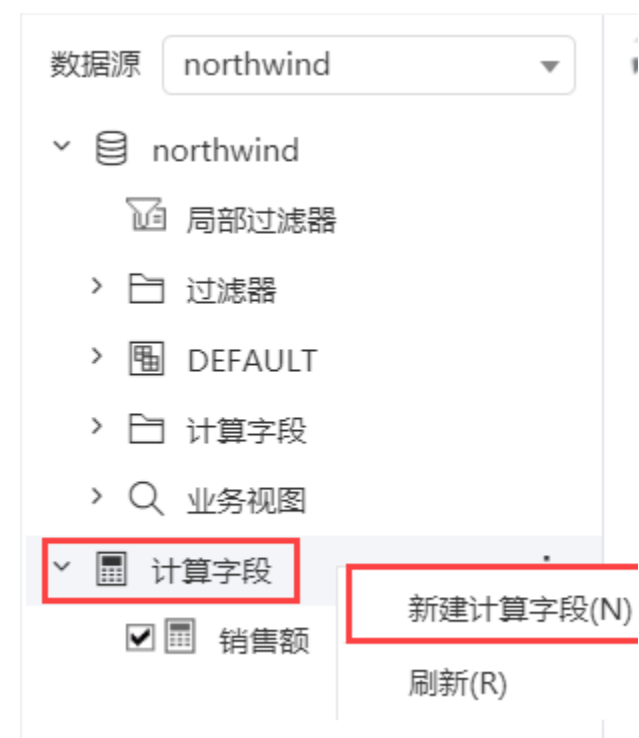 数据源 northwind
northwind
局部过滤器
过滤器
DEFAULT
计算字段
业务视图
计算字段
新建计算字段(N)
销售额
刷新(R)